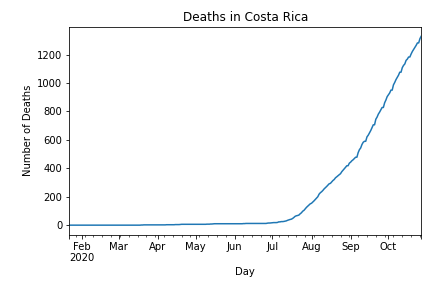 Deaths in Costa Rica
Number of Deaths
1200
1000
800
600
400
200
0
Feb Mar Apr May Jun Jul Aug Sep Oct
2020
Day